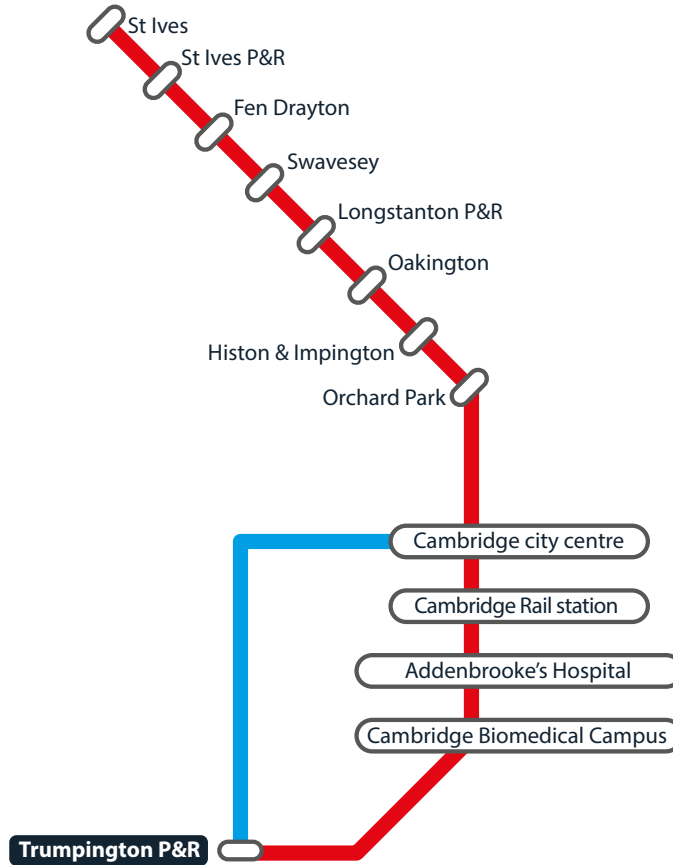 St Ives
St Ives P&R
Fen Drayton
Swavesey
Longstanton P&R
Oakington
Histon & Impington
Orchard Park
Cambridge city centre
Cambridge Rail station
Addenbrooke's Hospital
Cambridge Biomedical Campus
Trumpington P&R